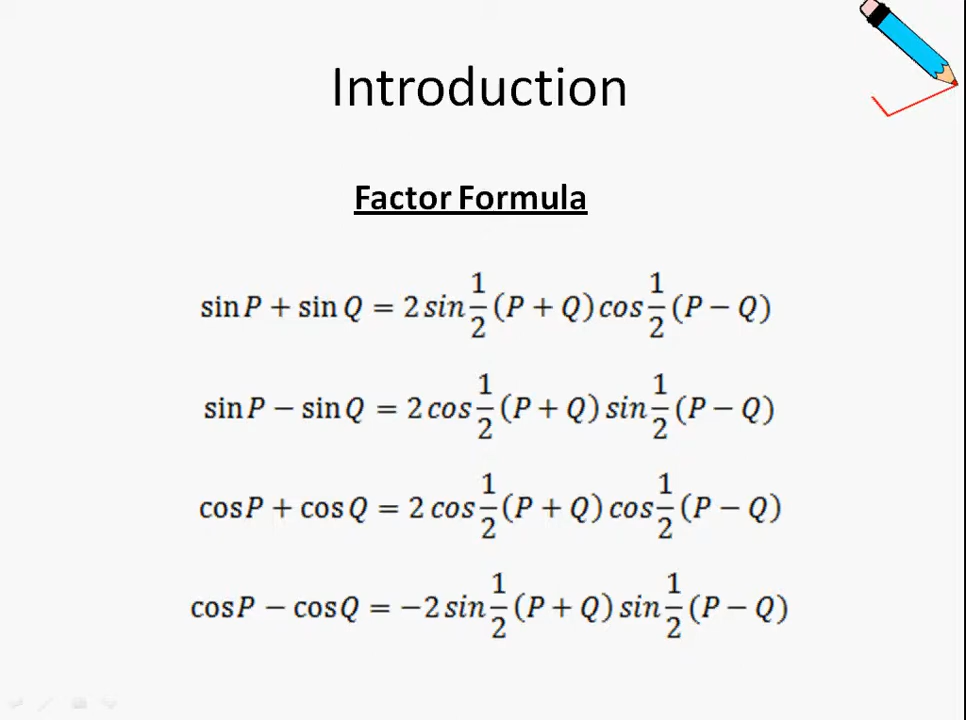 Introduction
Factor Formula
sin P + sin Q = 2 sin 1/2 (P + Q) cos 1/2 (P − Q)
sin P − sin Q = 2 cos 1/2 (P + Q) sin 1/2 (P − Q)
cos P + cos Q = 2 cos 1/2 (P + Q) cos 1/2 (P − Q)
cos P − cos Q = −2 sin 1/2 (P + Q) sin 1/2 (P − Q)